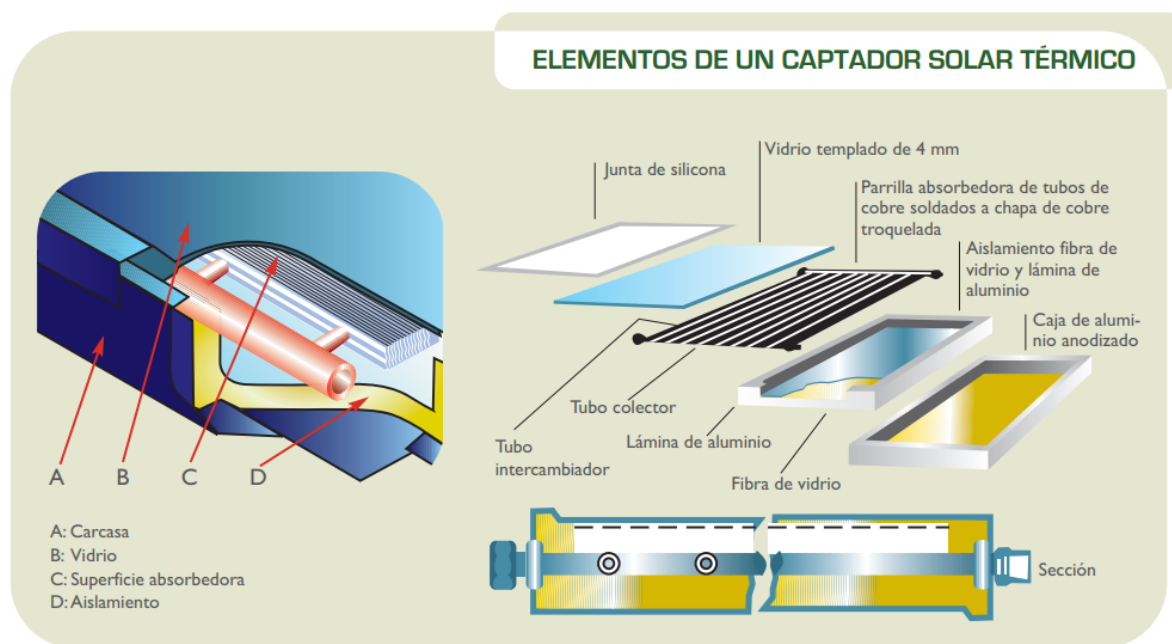 ELEMENTOS DE UN CAPTADOR SOLAR TÉRMICO
A
B
C
D
A: Carcasa
B: Vidrio
C: Superficie absorbedora
D: Aislamiento
Junta de silicona
Vidrio templado de 4 mm
Parrilla absorbedora de tubos de
cobre soldados a chapa de cobre
troquelada
Aislamiento fibra de
vidrio y lámina de
aluminio
Caja de alumi-
nio anodizado
Tubo colector
Tubo
intercambiador
Lámina de aluminio
Fibra de vidrio
Sección